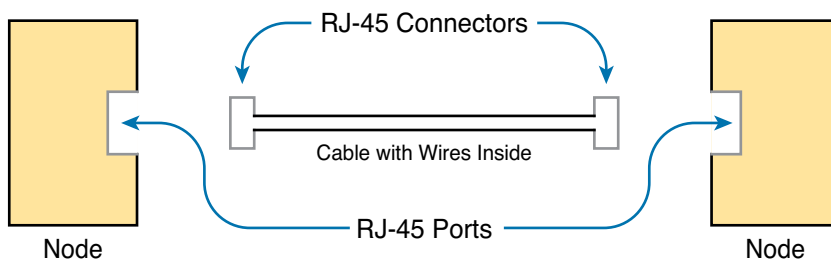 RJ-45 Connectors
Cable with Wires Inside
RJ-45 Ports
Node
Node